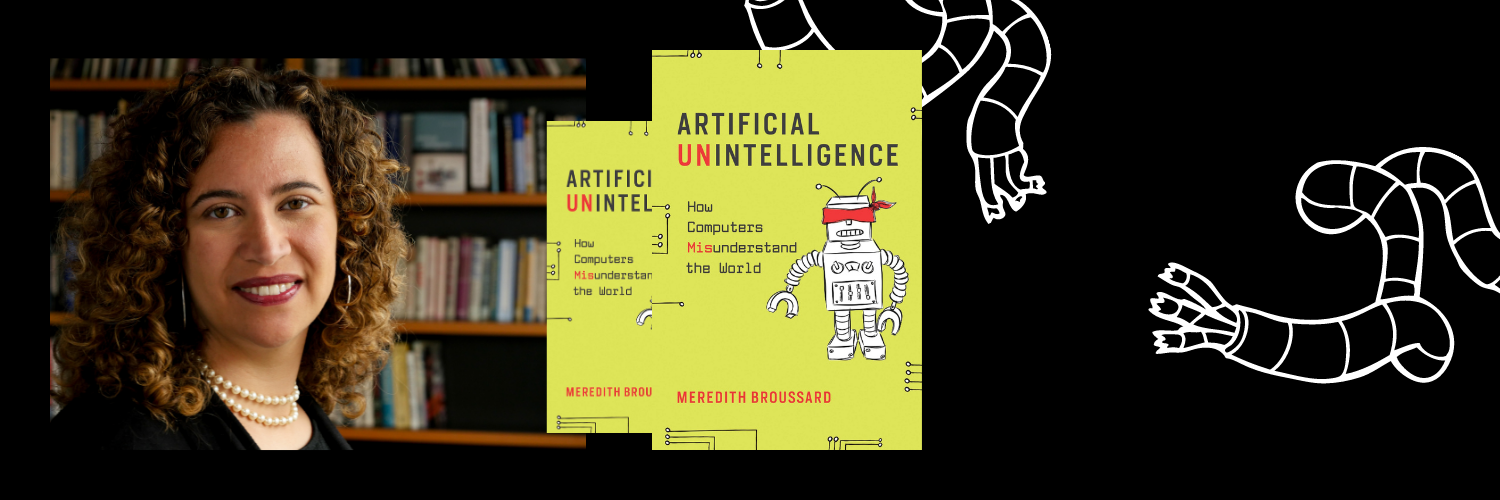 ARTIFICI
UNINTEL
How
Computers
Misunderstan
the World
MEREDITH BROU
ARTIFICIAL
UNINTELLIGENCE
How
Computers
Misunderstand
the World
MEREDITH BROUSSARD